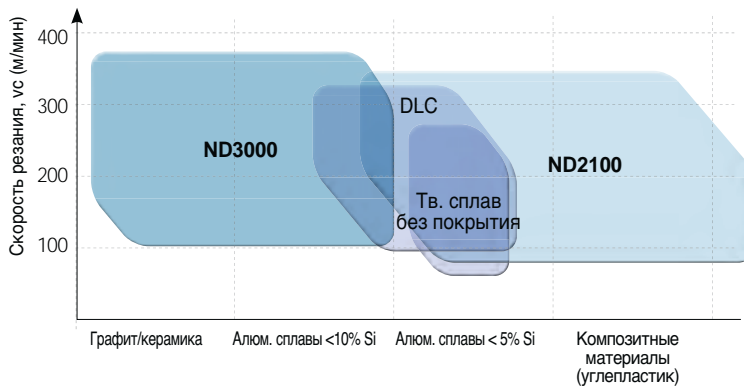 Скорость резания, vc (м/мин)
400
300
200
100
ND3000
DLC
ND2100
Тв. сплав
без покрытия
Графит/керамика
Алюм. сплавы <10% Si
Алюм. сплавы < 5% Si
Композитные
материалы
(углепластик)